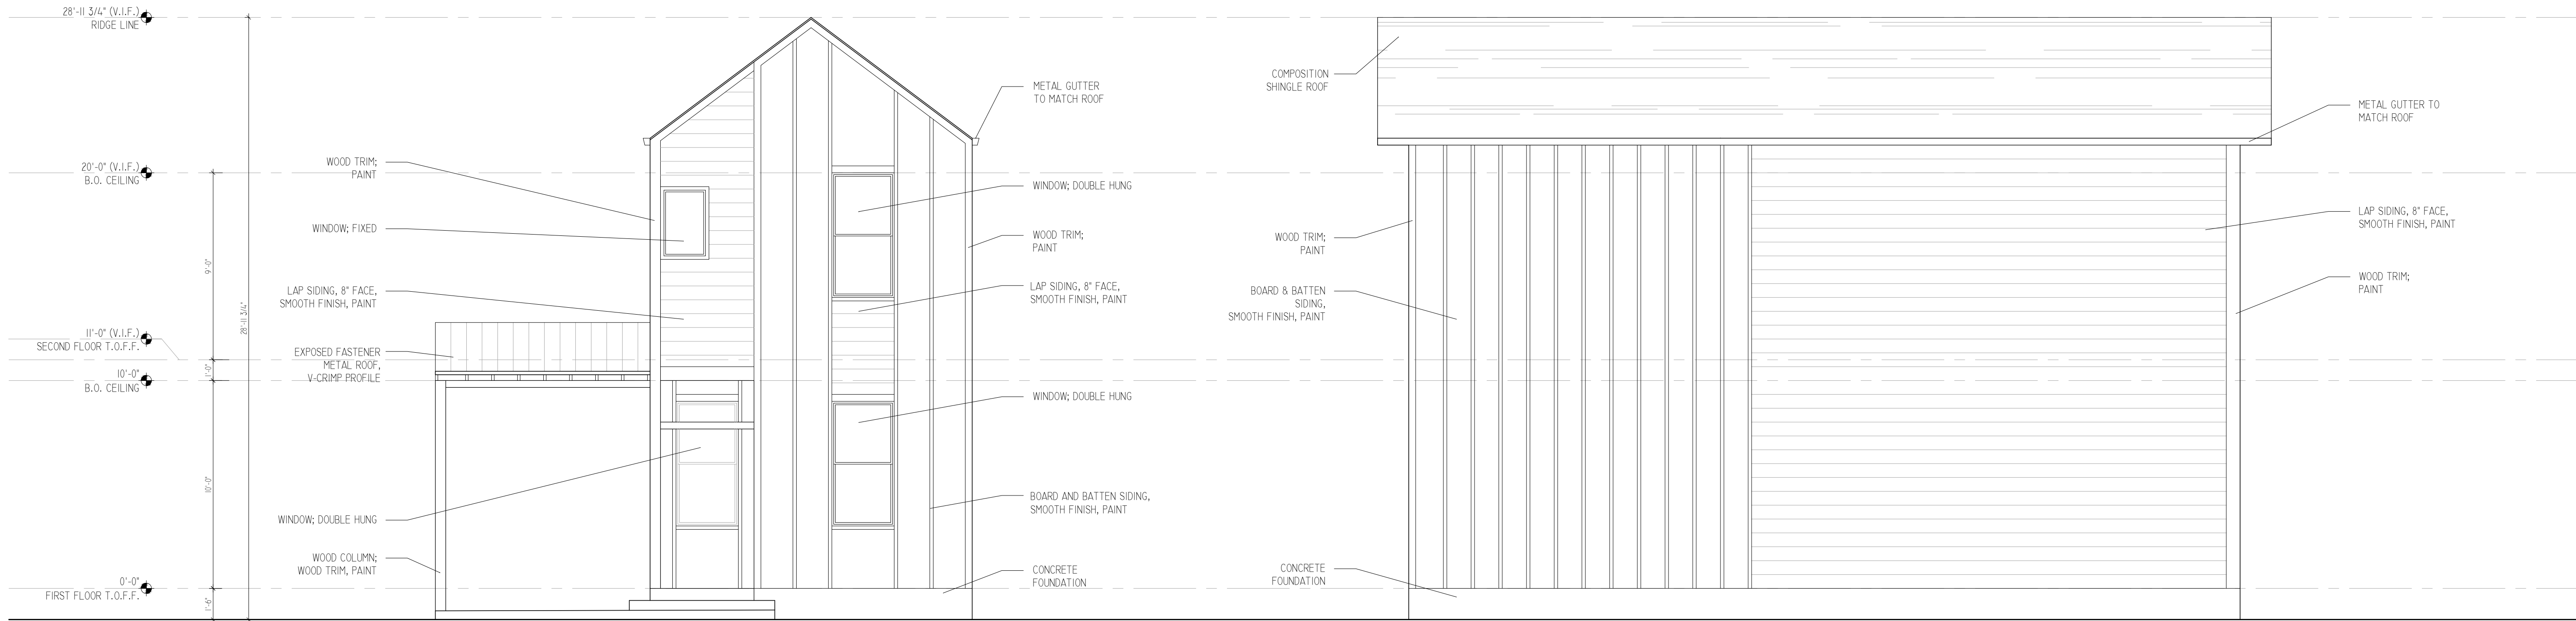 28'-11 3/4" (V.I.F.)
RIDGE LINE
20'-0" (V.I.F.)
B.O. CEILING
11'-0" (V.I.F.)
SECOND FLOOR T.O.F.F.
10'-0"
B.O. CEILING
0'-0"
FIRST FLOOR T.O.F.F.
9'-0"
1'-0"
10'-0"
1'-6"
28'-11 3/4"
WOOD TRIM;
PAINT
WINDOW; FIXED
LAP SIDING, 8" FACE,
SMOOTH FINISH, PAINT
EXPOSED FASTENER
METAL ROOF,
V-CRIMP PROFILE
WINDOW; DOUBLE HUNG
WOOD COLUMN;
WOOD TRIM, PAINT
METAL GUTTER
TO MATCH ROOF
WINDOW; DOUBLE HUNG
WOOD TRIM;
PAINT
LAP SIDING, 8" FACE,
SMOOTH FINISH, PAINT
WINDOW; DOUBLE HUNG
BOARD AND BATTEN SIDING,
SMOOTH FINISH, PAINT
CONCRETE
FOUNDATION
COMPOSITION
SHINGLE ROOF
WOOD TRIM;
PAINT
BOARD & BATTEN
SIDING,
SMOOTH FINISH, PAINT
CONCRETE
FOUNDATION
METAL GUTTER TO
MATCH ROOF
LAP SIDING, 8" FACE,
SMOOTH FINISH, PAINT
WOOD TRIM;
PAINT